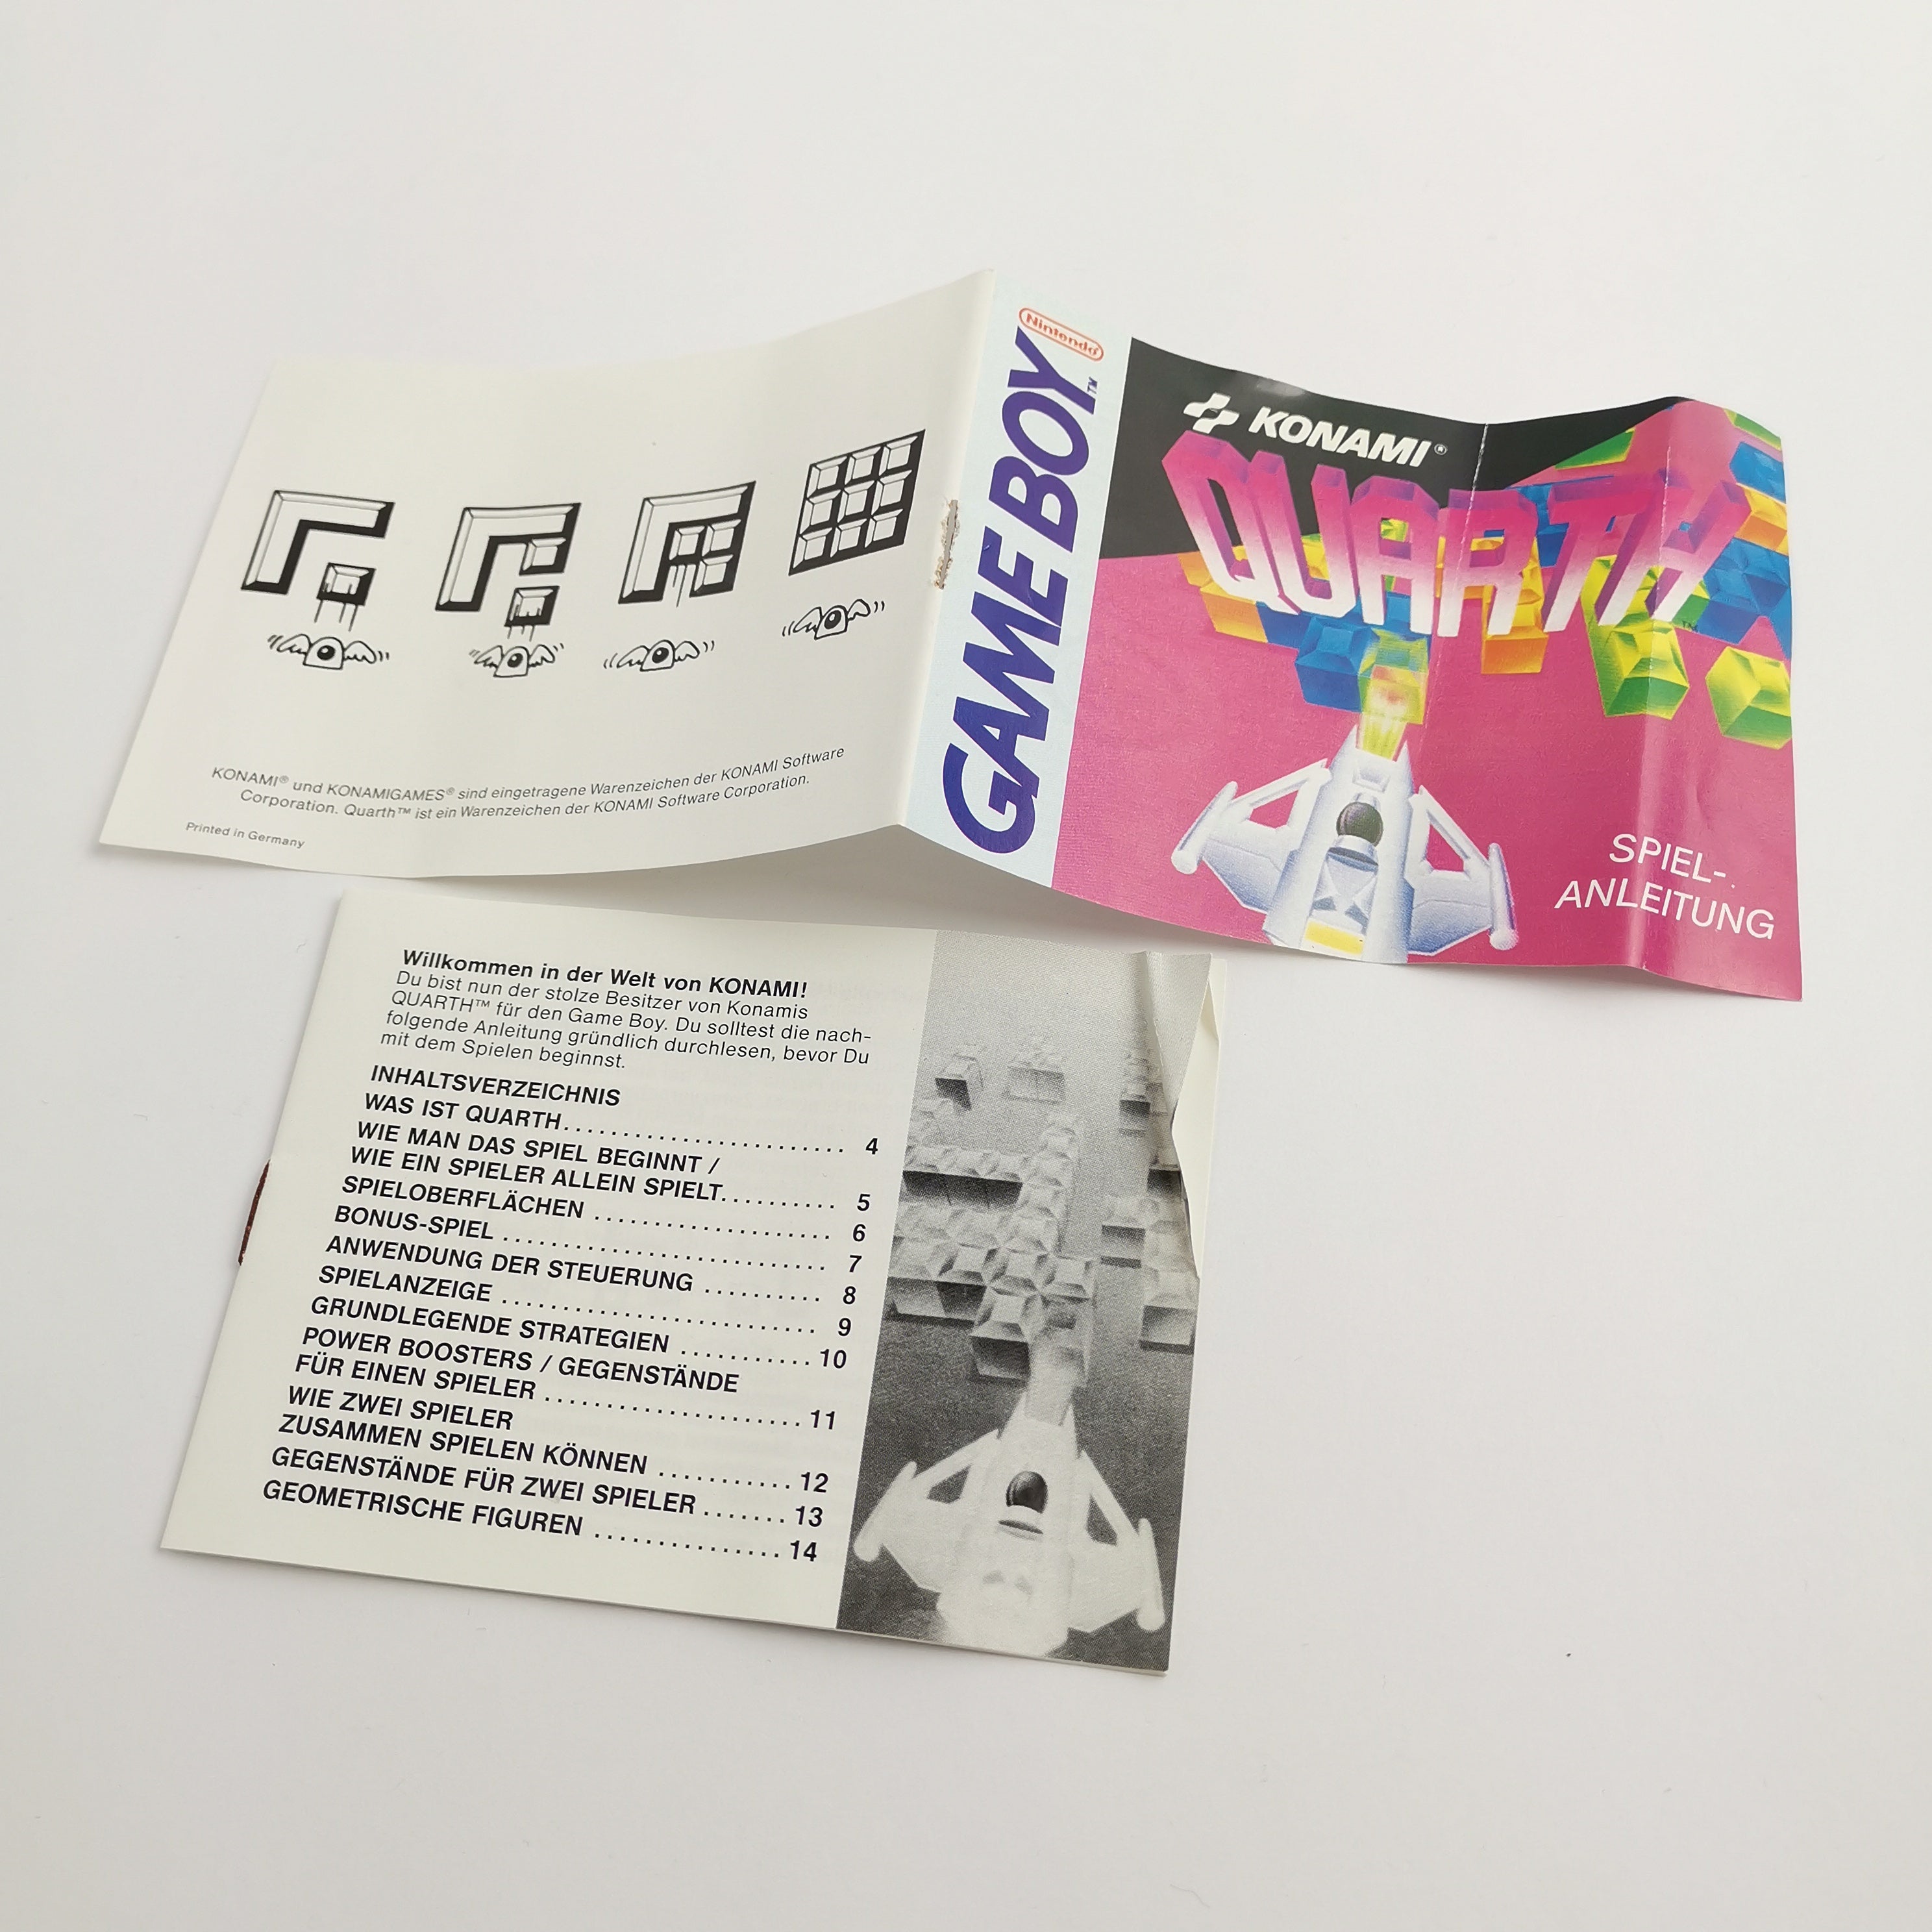 KONAMI® und KONAMIGAMES® sind eingetragene Warenzeichen der KONAMI Software
Corporation. Quarth™ ist ein Warenzeichen der KONAMI Software Corporation.
Printed in Germany
Nintendo®
GAME BOY™
KONAMI®
QUARTH™
SPIEL-
ANLEITUNG
Willkommen in der Welt von KONAMI!
Du bist nun der stolze Besitzer von Konamis
QUARTH™ für den Game Boy. Du solltest die nach-
folgende Anleitung gründlich durchlesen, bevor Du
mit dem Spielen beginnst.
INHALTSVERZEICHNIS
WAS IST QUARTH........................ 4
WIE MAN DAS SPIEL BEGINNT /
WIE EIN SPIELER ALLEIN SPIELT.......... 5
SPIELOBERFLÄCHEN .................... 6
BONUS-SPIEL ........................... 7
ANWENDUNG DER STEUERUNG .......... 8
SPIELANZEIGE ........................... 9
GRUNDLEGENDE STRATEGIEN ........... 10
POWER BOOSTERS / GEGENSTÄNDE
FÜR EINEN SPIELER ...................... 11
WIE ZWEI SPIELER
ZUSAMMEN SPIELEN KÖNNEN ........... 12
GEGENSTÄNDE FÜR ZWEI SPIELER ....... 13
GEOMETRISCHE FIGUREN ................ 14